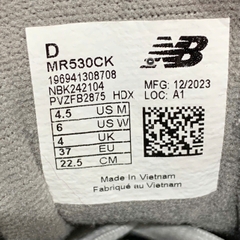 D
MR530CK
196941308708
NBK242104
PVZFB2875 HDX
NB
MFG: 12/2023
LOC: A1
4.5 US M
6 US W
4 UK
37 EU
22.5 CM
Made in Vietnam
Fabriqué au Vietnam